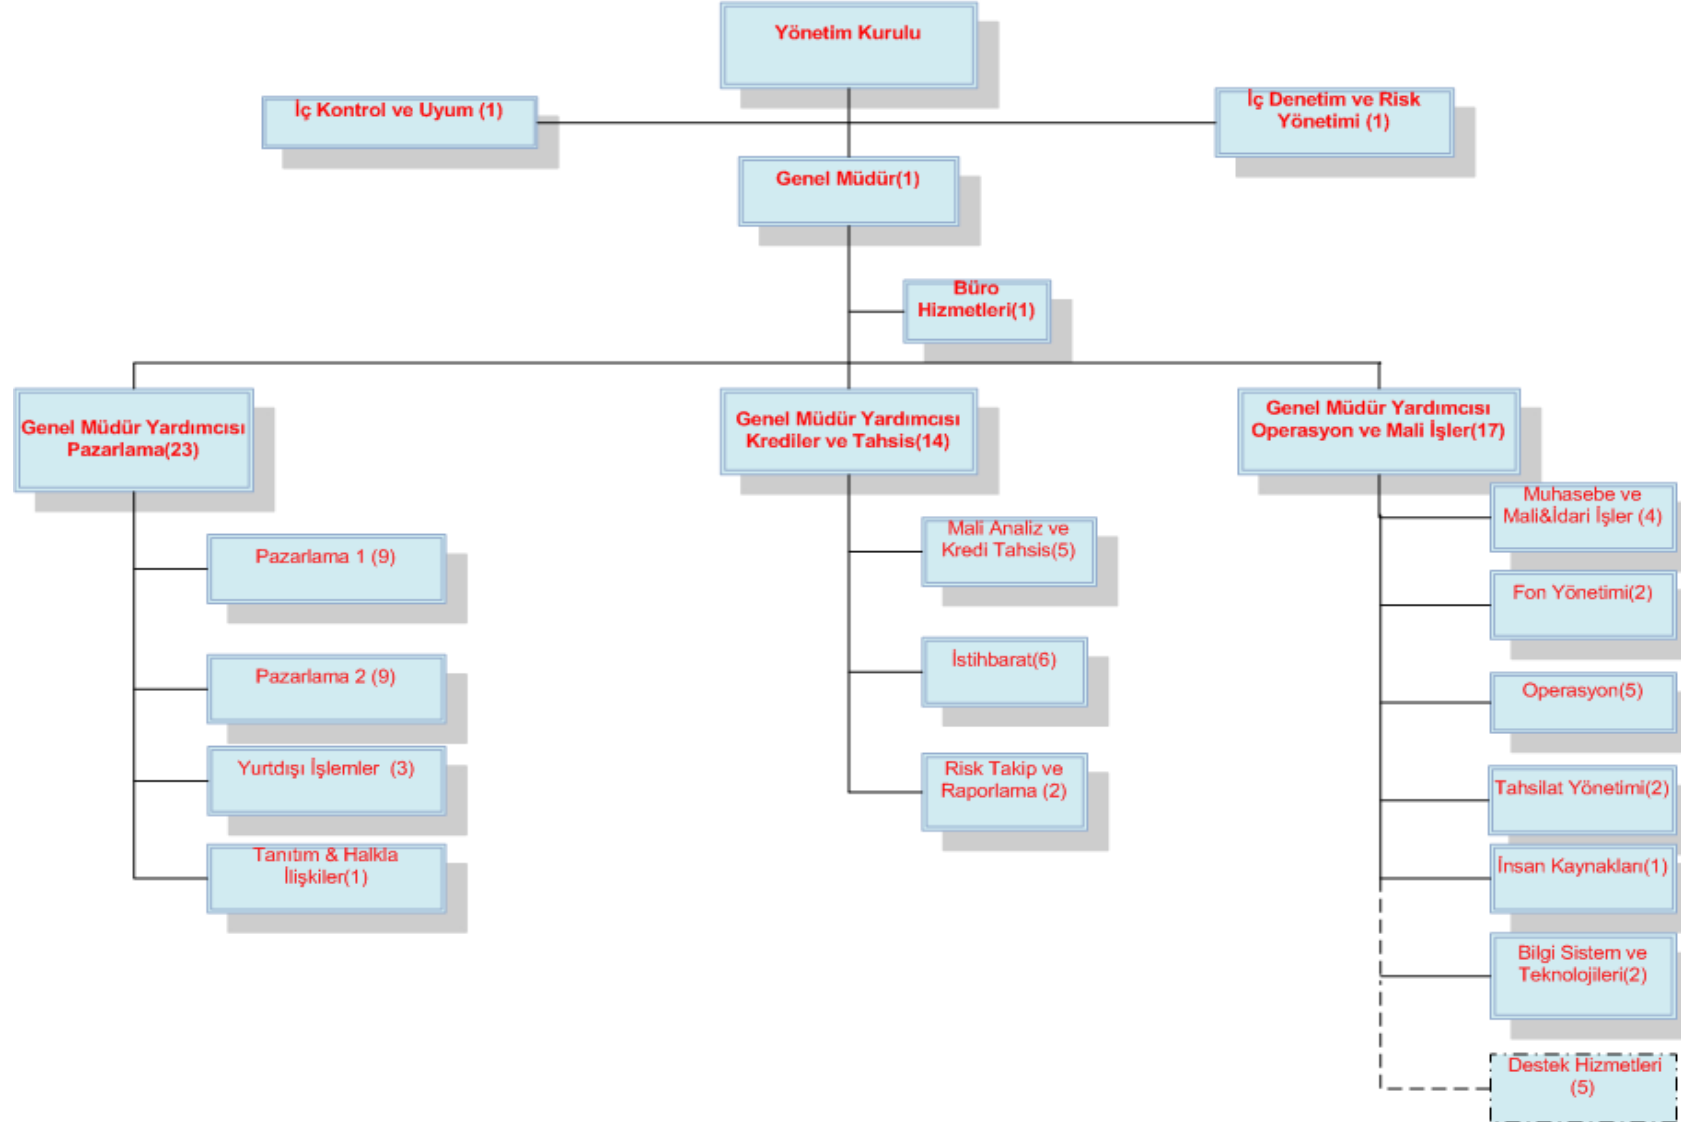 Yönetim Kurulu
İç Kontrol ve Uyum (1)
İç Denetim ve Risk
Yönetimi (1)
Genel Müdür(1)
Büro
Hizmetleri(1)
Genel Müdür Yardımcısı
Pazarlama(23)
Pazarlama 1 (9)
Pazarlama 2 (9)
Yurtdışı İşlemler  (3)
Tanıtım & Halkla
İlişkiler(1)
Genel Müdür Yardımcısı
Krediler ve Tahsis(14)
Mali Analiz ve
Kredi Tahsis(5)
İstihbarat(6)
Risk Takip ve
Raporlama (2)
Genel Müdür Yardımcısı
Operasyon ve Mali İşler(17)
Muhasebe ve
Mali&İdari İşler (4)
Fon Yönetimi(2)
Operasyon(5)
Tahsilat Yönetimi(2)
İnsan Kaynakları(1)
Bilgi Sistem ve
Teknolojileri(2)
Destek Hizmetleri
(5)